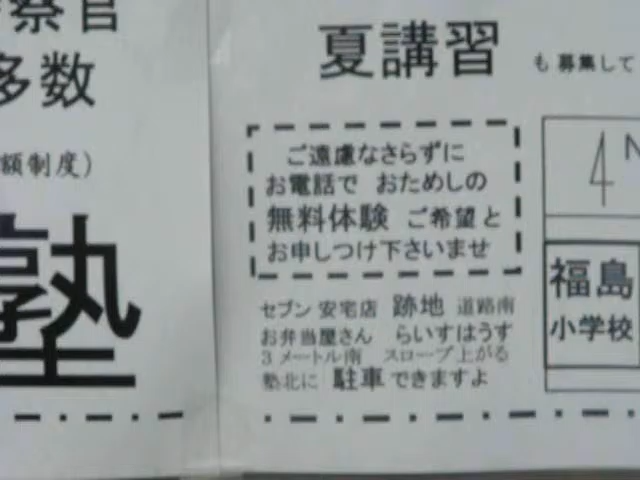 察官
多数
額制度)
塾
夏講習 も募集して
ご遠慮なさらずに
お電話で おためしの
無料体験 ご希望と
お申しつけ下さいませ
セブン 安宅店 跡地 道路南
お弁当屋さん らいすはうす
3メートル南 スロープ上がる
塾北に 駐車できますよ
N
福島
小学校